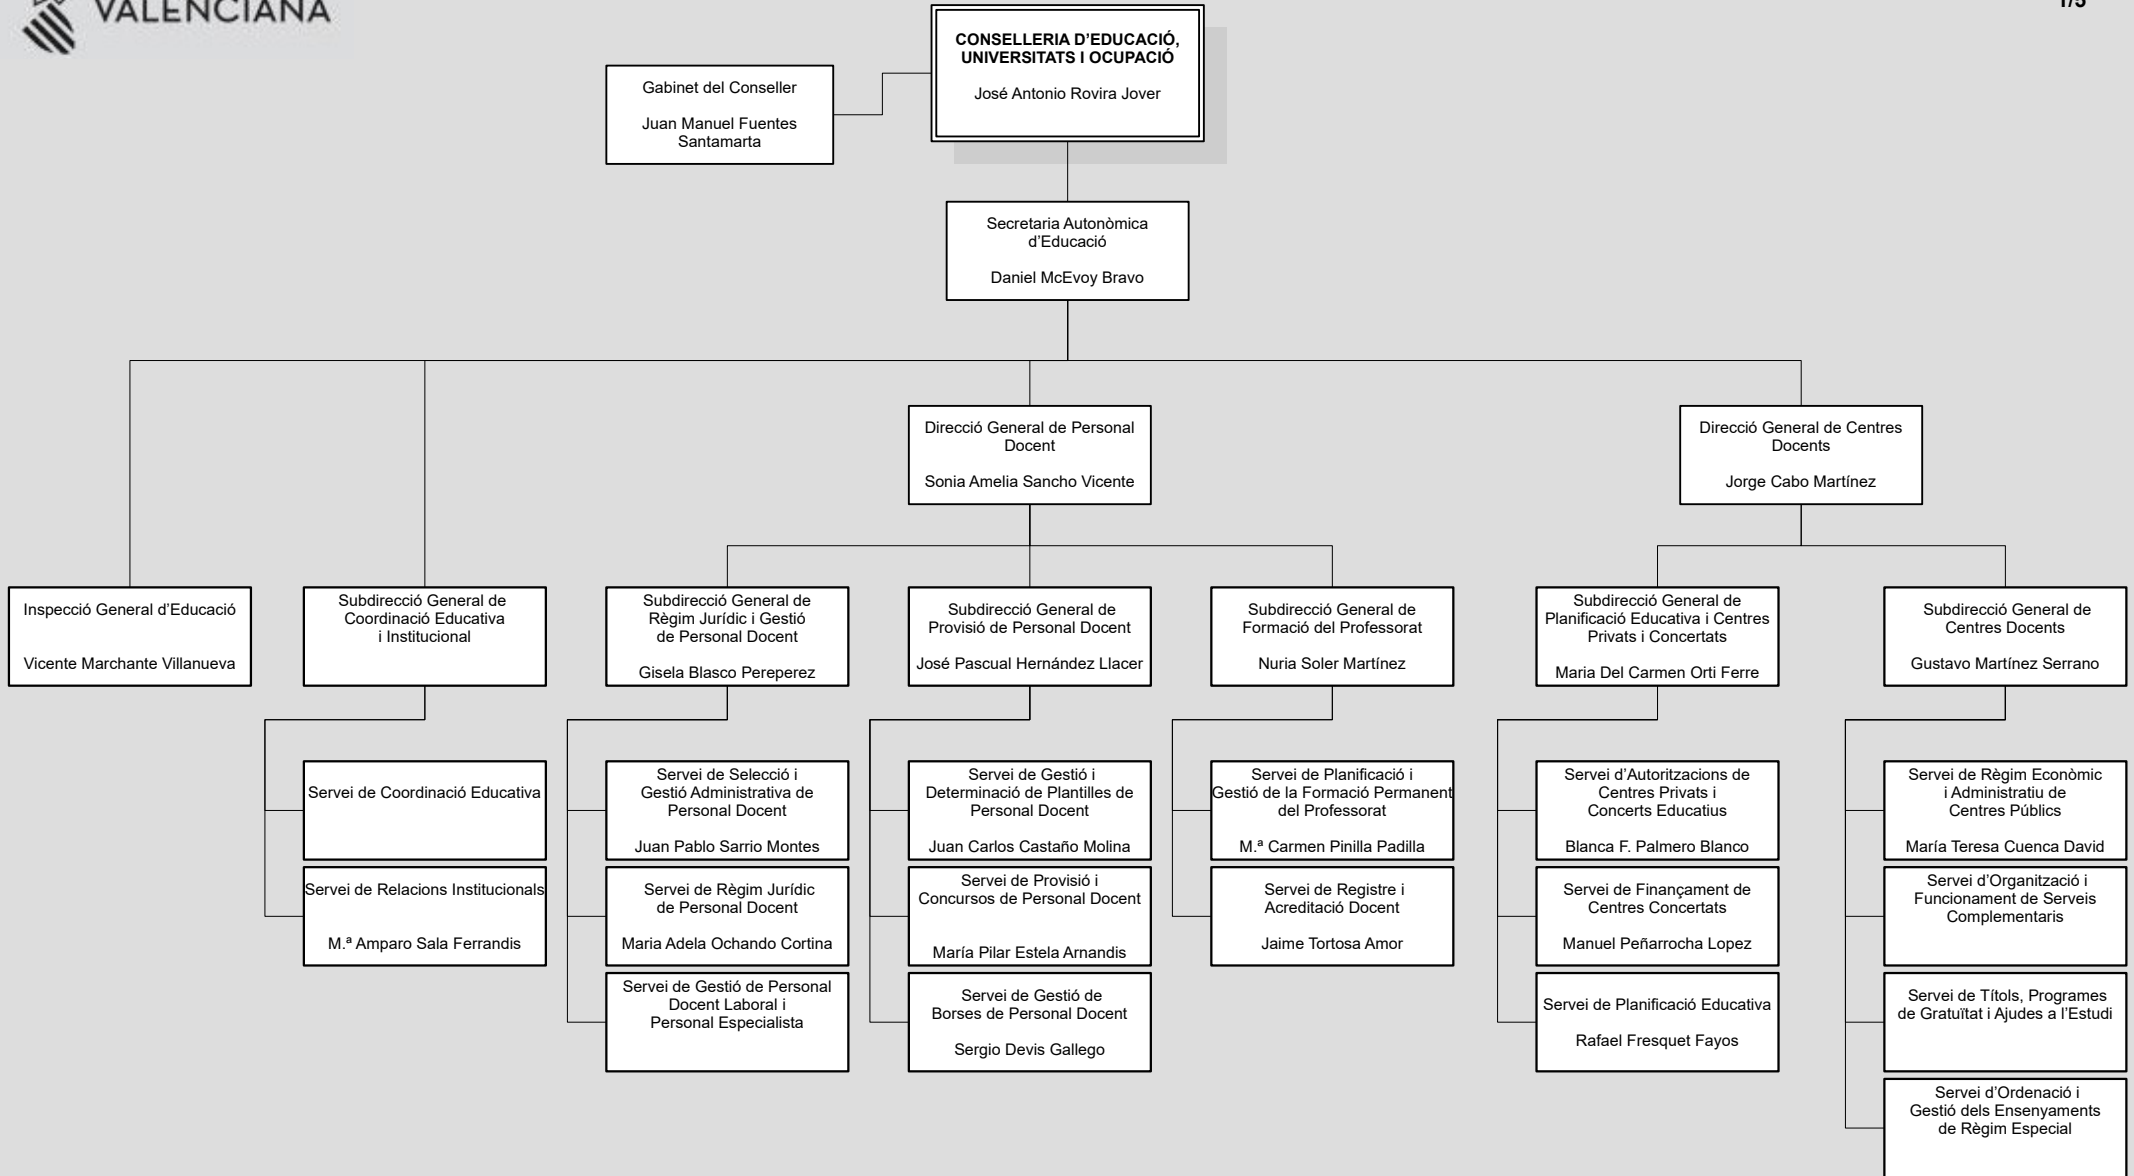 VALENCIANA
1/5
CONSELLERIA D'EDUCACIÓ,
UNIVERSITATS I OCUPACIÓ
José Antonio Rovira Jover
Gabinet del Conseller
Juan Manuel Fuentes
Santamarta
Secretaria Autonòmica
d'Educació
Daniel McEvoy Bravo
Direcció General de Personal
Docent
Sonia Amelia Sancho Vicente
Direcció General de Centres
Docents
Jorge Cabo Martínez
Inspecció General d'Educació
Vicente Marchante Villanueva
Subdirecció General de
Coordinació Educativa
i Institucional
Subdirecció General de
Règim Jurídic i Gestió
de Personal Docent
Gisela Blasco Pereperez
Subdirecció General de
Provisió de Personal Docent
José Pascual Hernández Llacer
Subdirecció General de
Formació del Professorat
Nuria Soler Martínez
Subdirecció General de
Planificació Educativa i Centres
Privats i Concertats
Maria Del Carmen Orti Ferre
Subdirecció General de
Centres Docents
Gustavo Martínez Serrano
Servei de Coordinació Educativa
Servei de Selecció i
Gestió Administrativa de
Personal Docent
Juan Pablo Sarrio Montes
Servei de Gestió i
Determinació de Plantilles de
Personal Docent
Juan Carlos Castaño Molina
Servei de Planificació i
Gestió de la Formació Permanent
del Professorat
M.ª Carmen Pinilla Padilla
Servei d'Autoritzacions de
Centres Privats i
Concerts Educatius
Blanca F. Palmero Blanco
Servei de Règim Econòmic
i Administratiu de
Centres Públics
María Teresa Cuenca David
Servei de Relacions Institucionals
M.ª Amparo Sala Ferrandis
Servei de Règim Jurídic
de Personal Docent
Maria Adela Ochando Cortina
Servei de Provisió i
Concursos de Personal Docent
María Pilar Estela Arnandis
Servei de Registre i
Acreditació Docent
Jaime Tortosa Amor
Servei de Finançament de
Centres Concertats
Manuel Peñarrocha Lopez
Servei d'Organització i
Funcionament de Serveis
Complementaris
Servei de Gestió de Personal
Docent Laboral i
Personal Especialista
Servei de Gestió de
Borses de Personal Docent
Sergio Devis Gallego
Servei de Planificació Educativa
Rafael Fresquet Fayos
Servei de Títols, Programes
de Gratuïtat i Ajudes a l'Estudi
Servei d'Ordenació i
Gestió dels Ensenyaments
de Règim Especial